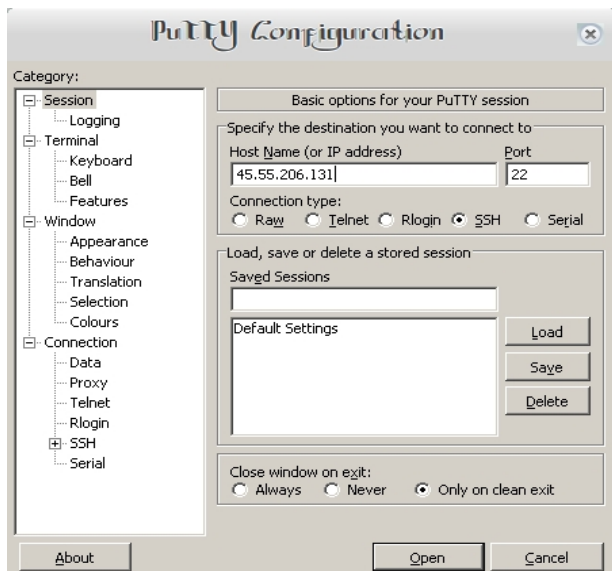 PuTTY Configuration
Category:
Session
Logging
Terminal
Keyboard
Bell
Features
Window
Appearance
Behaviour
Translation
Selection
Colours
Connection
Data
Proxy
Telnet
Rlogin
SSH
Serial
Basic options for your PuTTY session
Specify the destination you want to connect to
Host Name (or IP address) Port
45.55.206.131 22
Connection type:
Raw Telnet Rlogin SSH Serial
Load, save or delete a stored session
Saved Sessions
Default Settings
Load
Save
Delete
Close window on exit:
Always Never Only on clean exit
About Open Cancel